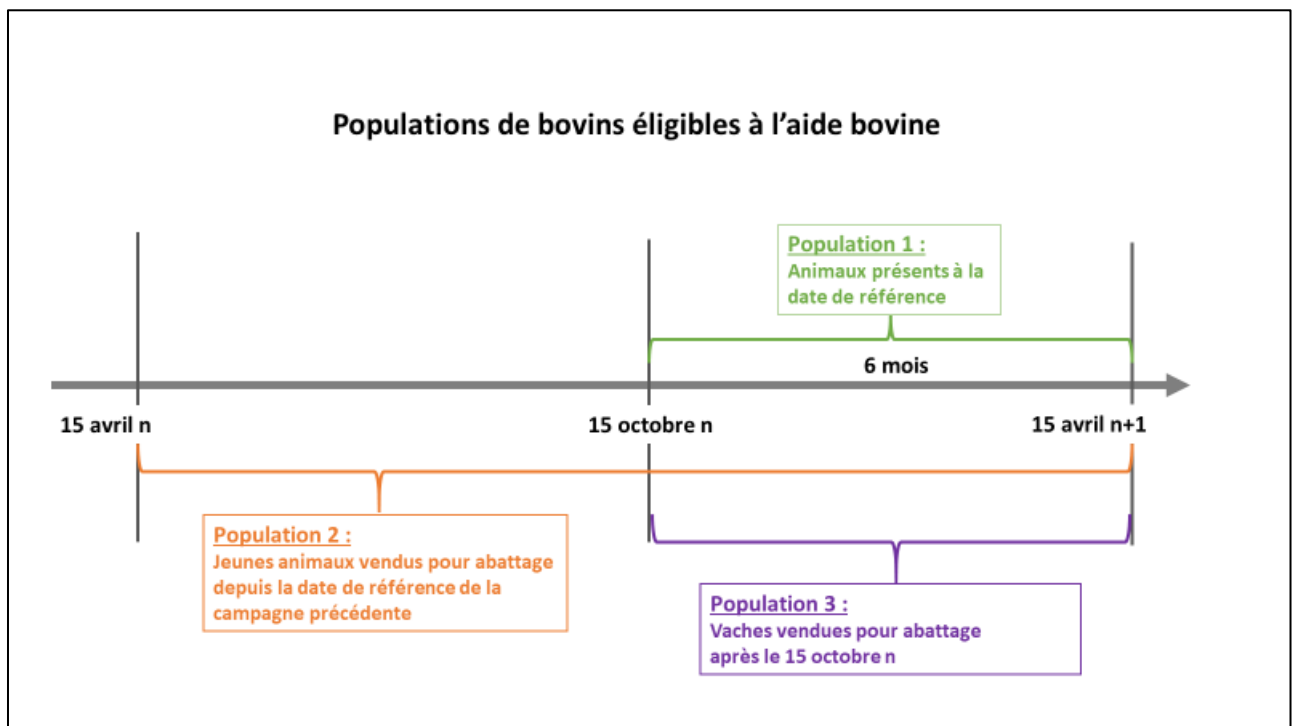 Populations de bovins éligibles à l’aide bovine
Population 1 :
Animaux présents à la
date de référence
6 mois
15 avril n
15 octobre n
15 avril n+1
Population 2 :
Jeunes animaux vendus pour abattage
depuis la date de référence de la
campagne précédente
Population 3 :
Vaches vendues pour abattage
après le 15 octobre n